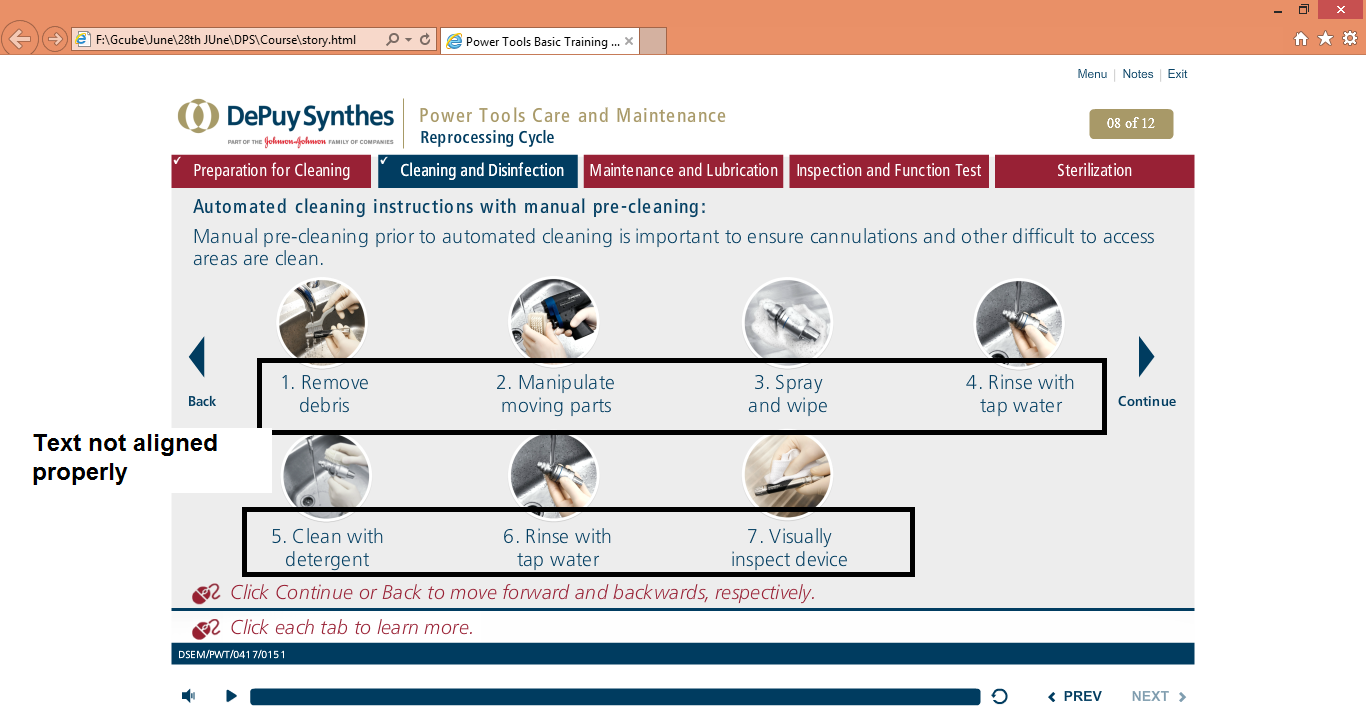 F:\Gcube\June\28th JUne\DPS\Course\story.html
Power Tools Basic Training ...
Menu | Notes | Exit
DePuy Synthes
PART OF THE Johnson & Johnson FAMILY OF COMPANIES
Power Tools Care and Maintenance
Reprocessing Cycle
08 of 12
Preparation for Cleaning
Cleaning and Disinfection
Maintenance and Lubrication
Inspection and Function Test
Sterilization
Automated cleaning instructions with manual pre-cleaning:
Manual pre-cleaning prior to automated cleaning is important to ensure cannulations and other difficult to access
areas are clean.
Back
1. Remove
debris
2. Manipulate
moving parts
3. Spray
and wipe
4. Rinse with
tap water
Continue
Text not aligned
properly
5. Clean with
detergent
6. Rinse with
tap water
7. Visually
inspect device
Click Continue or Back to move forward and backwards, respectively.
Click each tab to learn more.
DSEM/PWT/0417/0151
PREV
NEXT